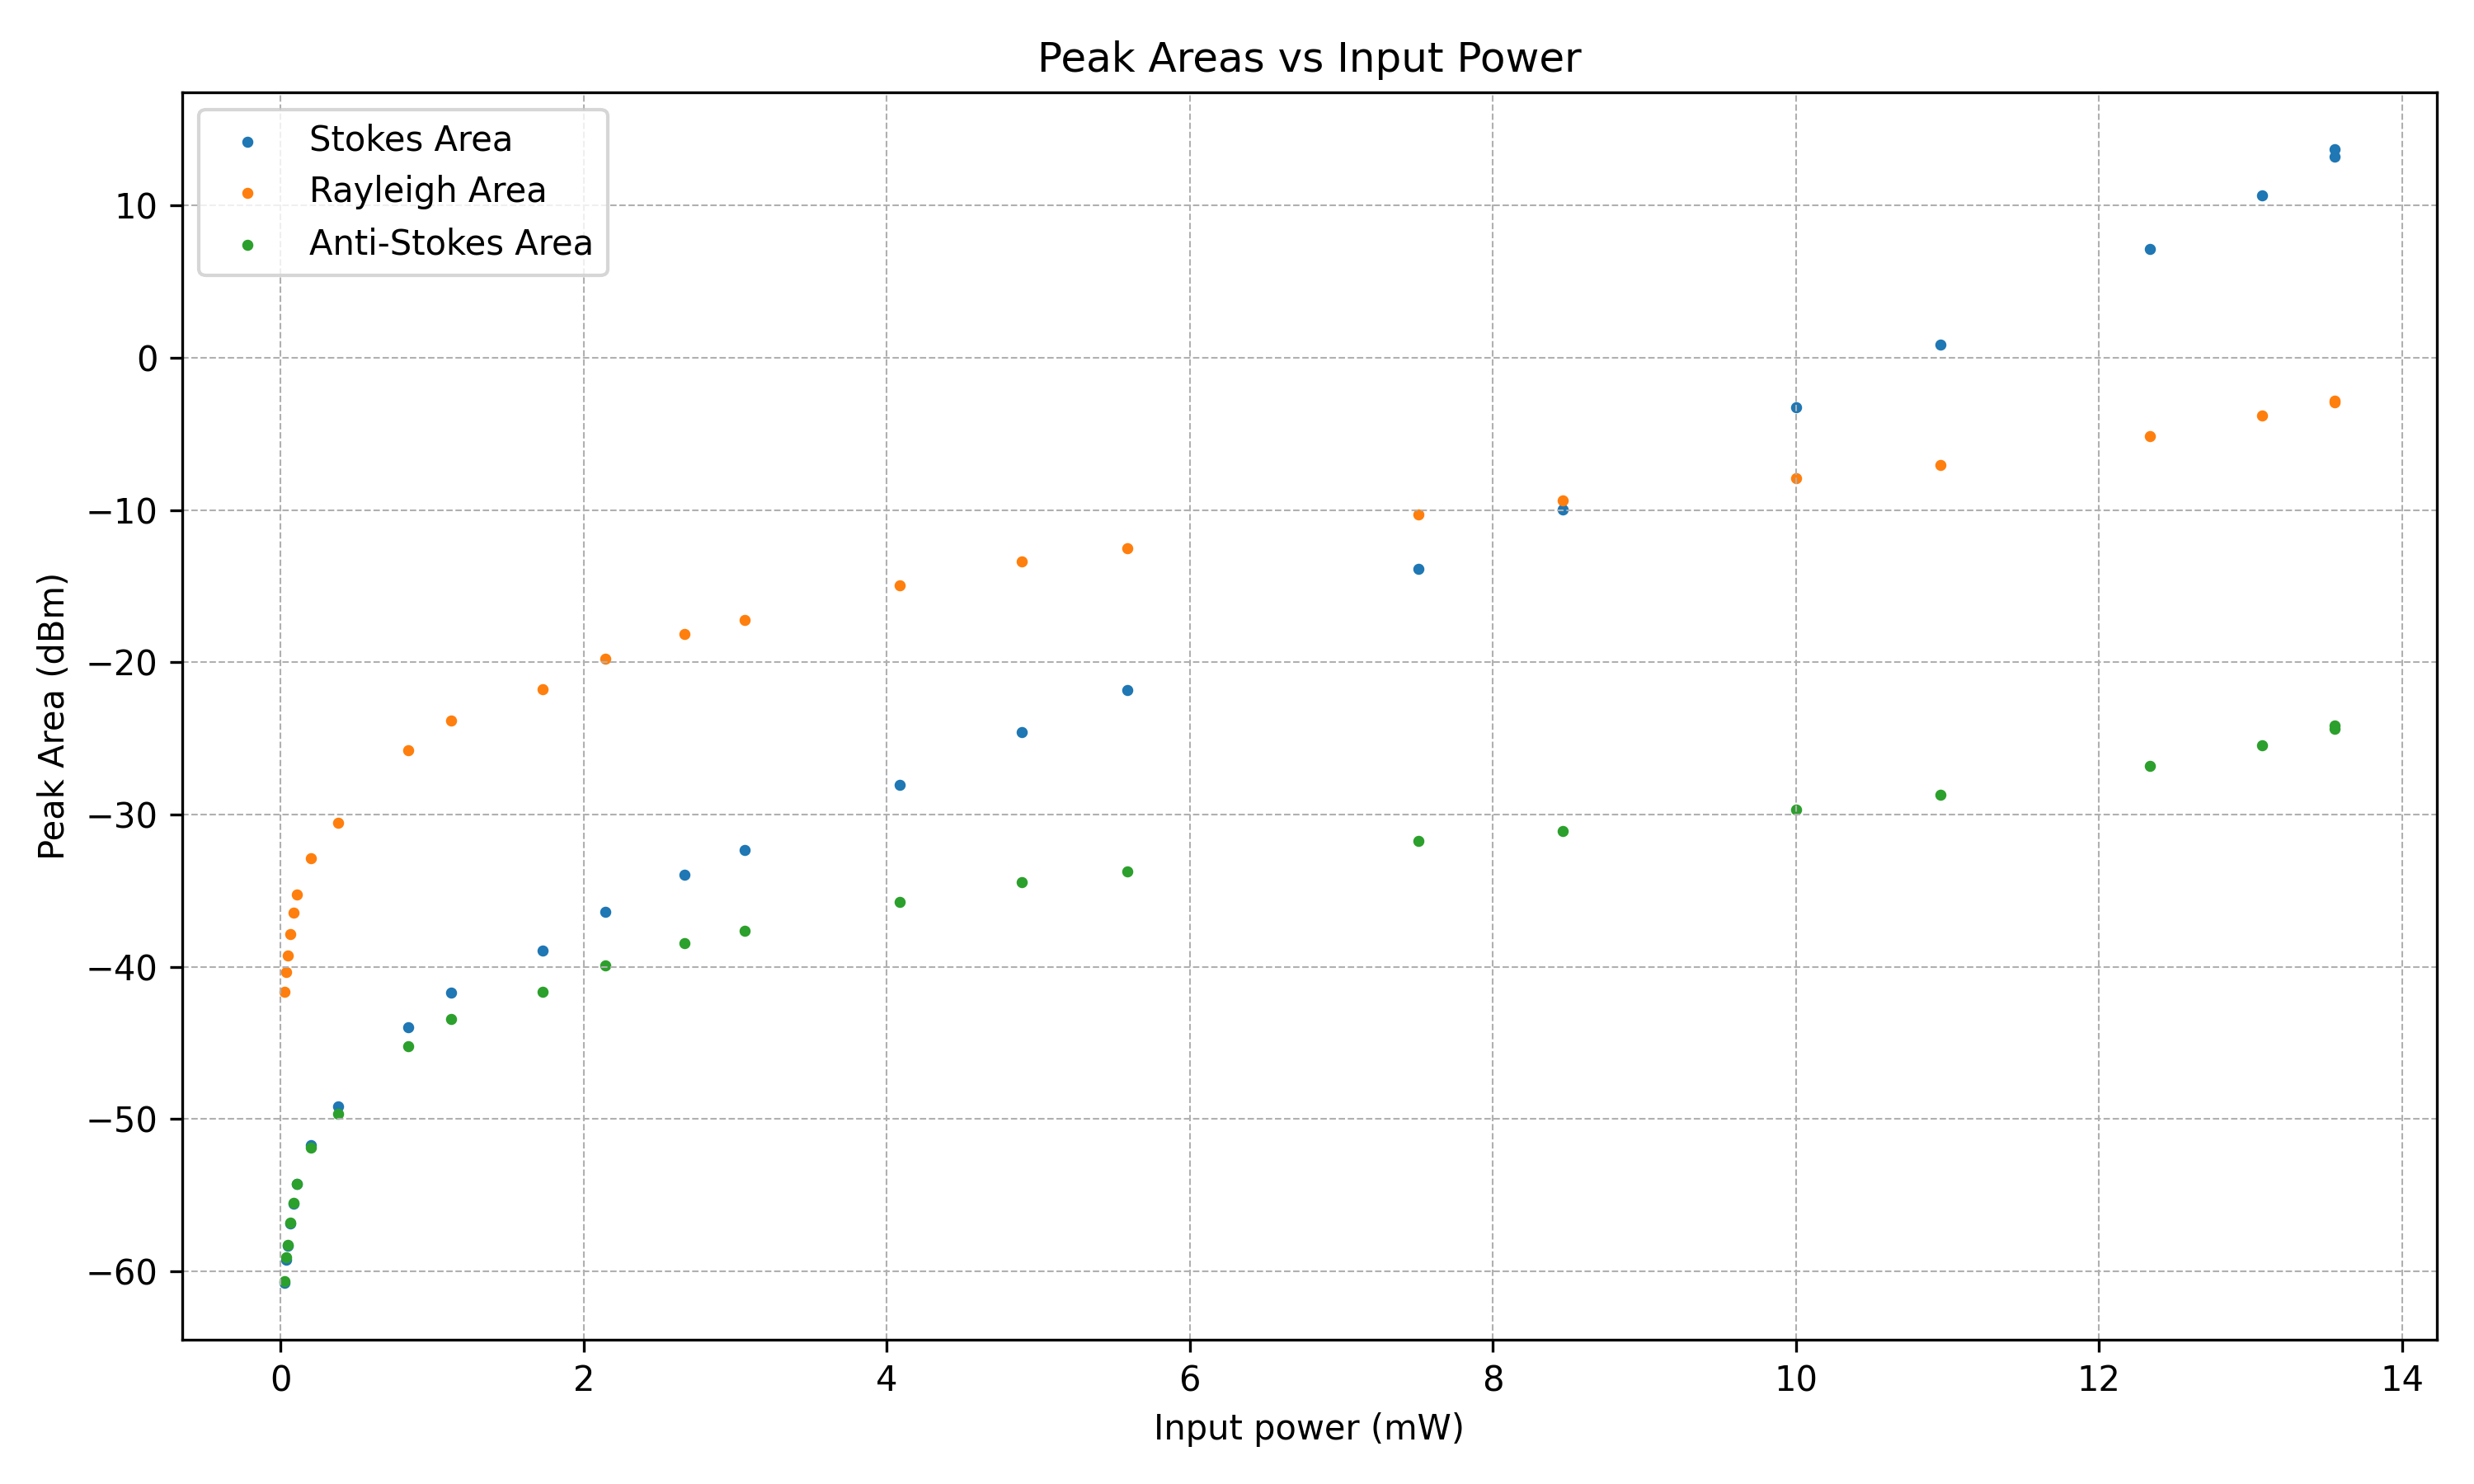 Peak Areas vs Input Power
Stokes Area
Rayleigh Area
Anti-Stokes Area
Peak Area (dBm)
10
0
−10
−20
−30
−40
−50
−60
0 2 4 6 8 10 12 14
Input power (mW)